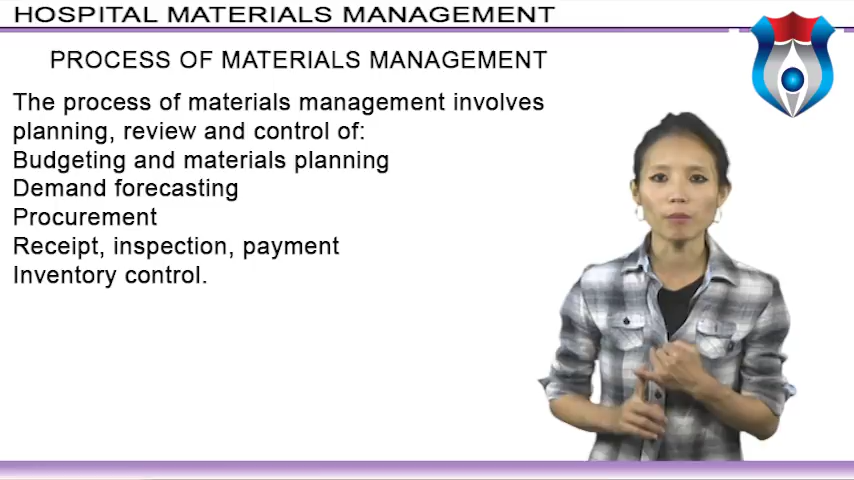 HOSPITAL MATERIALS MANAGEMENT
PROCESS OF MATERIALS MANAGEMENT
The process of materials management involves
planning, review and control of:
Budgeting and materials planning
Demand forecasting
Procurement
Receipt, inspection, payment
Inventory control.